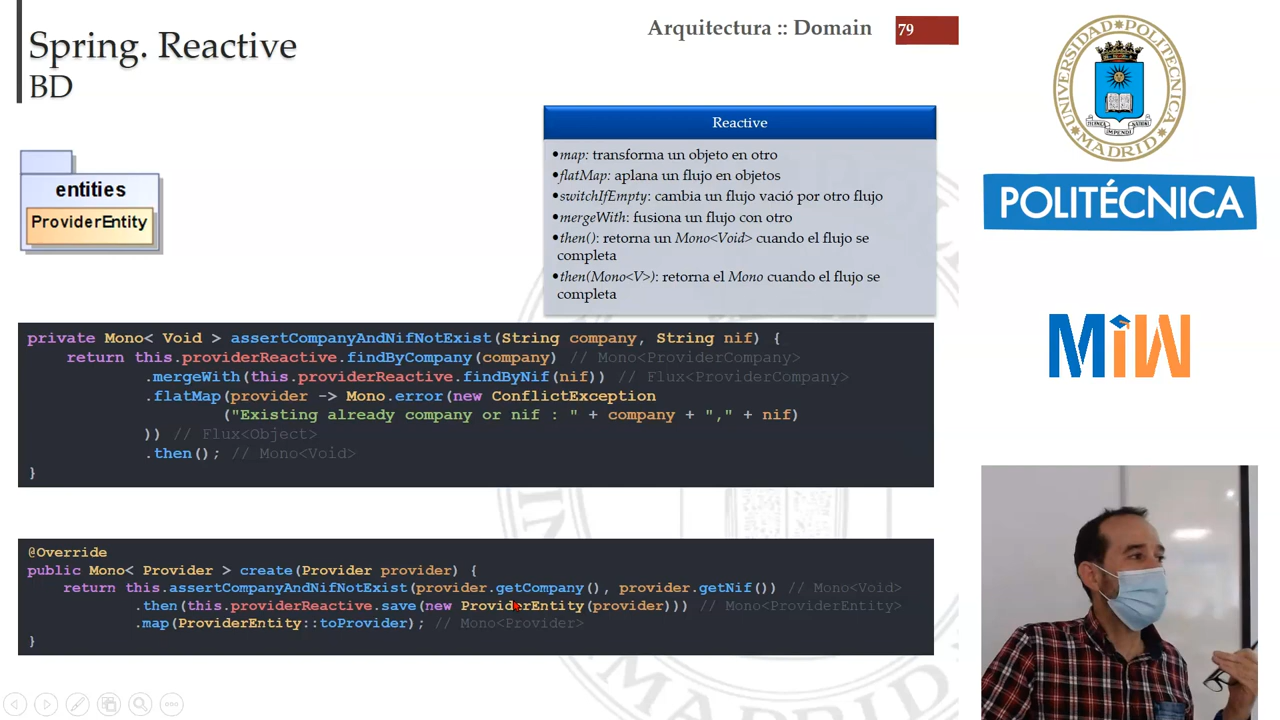 Spring. Reactive
BD
Arquitectura :: Domain
79
entities
ProviderEntity
Reactive
•map: transforma un objeto en otro
•flatMap: aplana un flujo en objetos
•switchIfEmpty: cambia un flujo vació por otro flujo
•mergeWith: fusiona un flujo con otro
•then(): retorna un Mono<Void> cuando el flujo se
completa
•then(Mono<V>): retorna el Mono cuando el flujo se
completa
private Mono< Void > assertCompanyAndNifNotExist(String company, String nif) {
return this.providerReactive.findByCompany(company) // Mono<ProviderCompany>
.mergeWith(this.providerReactive.findByNif(nif)) // Flux<ProviderCompany>
.flatMap(provider -> Mono.error(new ConflictException
("Existing already company or nif : " + company + "," + nif)
)) // Flux<Object>
.then(); // Mono<Void>
}
@Override
public Mono< Provider > create(Provider provider) {
return this.assertCompanyAndNifNotExist(provider.getCompany(), provider.getNif()) // Mono<Void>
.then(this.providerReactive.save(new ProviderEntity(provider))) // Mono<ProviderEntity>
.map(ProviderEntity::toProvider); // Mono<Provider>
}
UNIVERSIDAD POLITÉCNICA
MADRID
POLITÉCNICA
MiW